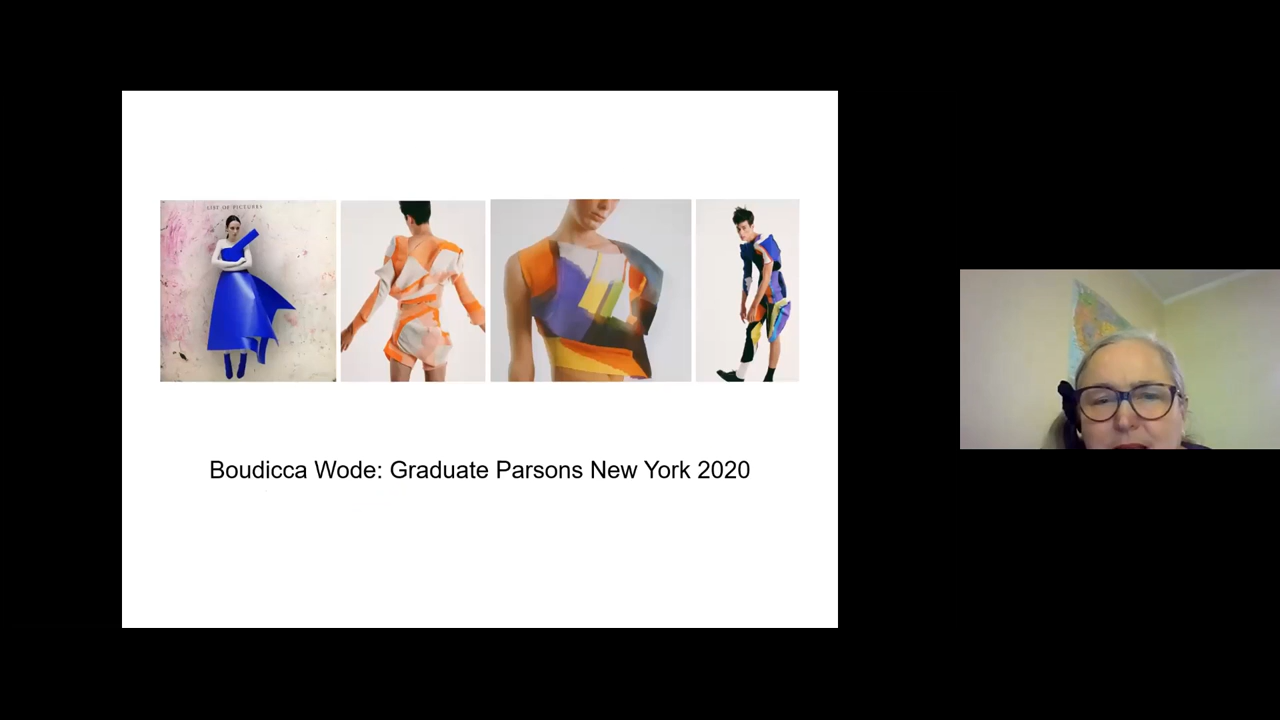 LIST OF PICTURES
Boudicca Wode: Graduate Parsons New York 2020